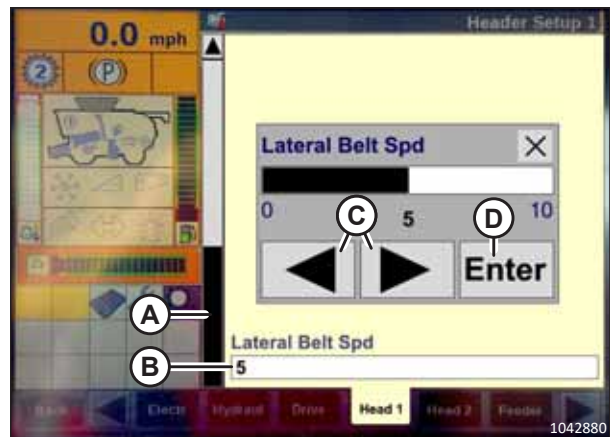 0.0 mph
Header Setup 1
2
(P)
Lateral Belt Spd
0
5
10
C
D
Enter
A
Lateral Belt Spd
B
5
Back
Electr
Hydraul
Drive
Head 1
Head 2
Feeder
1042880